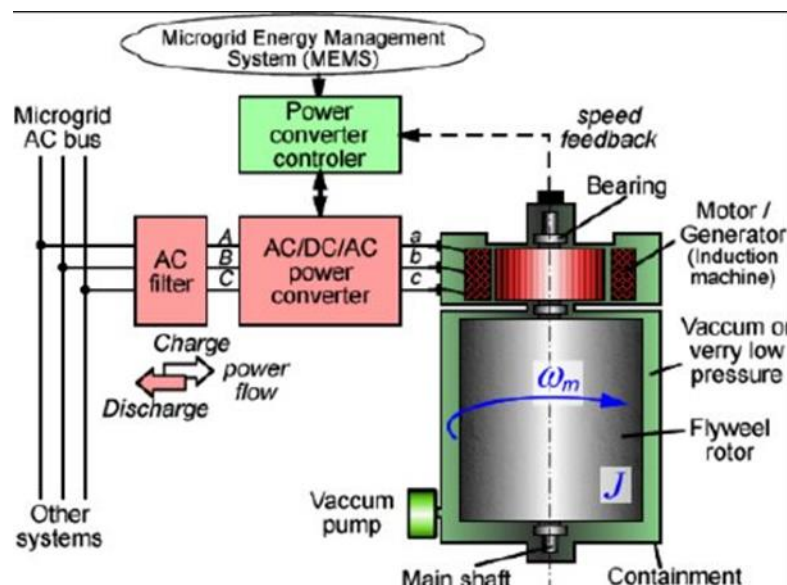 Microgrid Energy Management
System (MEMS)
Microgrid
AC bus
Power
converter
controler
speed
feedback
Bearing
Motor /
Generator
(Induction
machine)
AC
filter
A
B
C
AC/DC/AC
power
converter
a
b
c
Charge
power
flow
Discharge
Vaccum or
verry low
pressure
ωm
Flyweel
rotor
J
Vaccum
pump
Other
systems
Main shaft
Containment